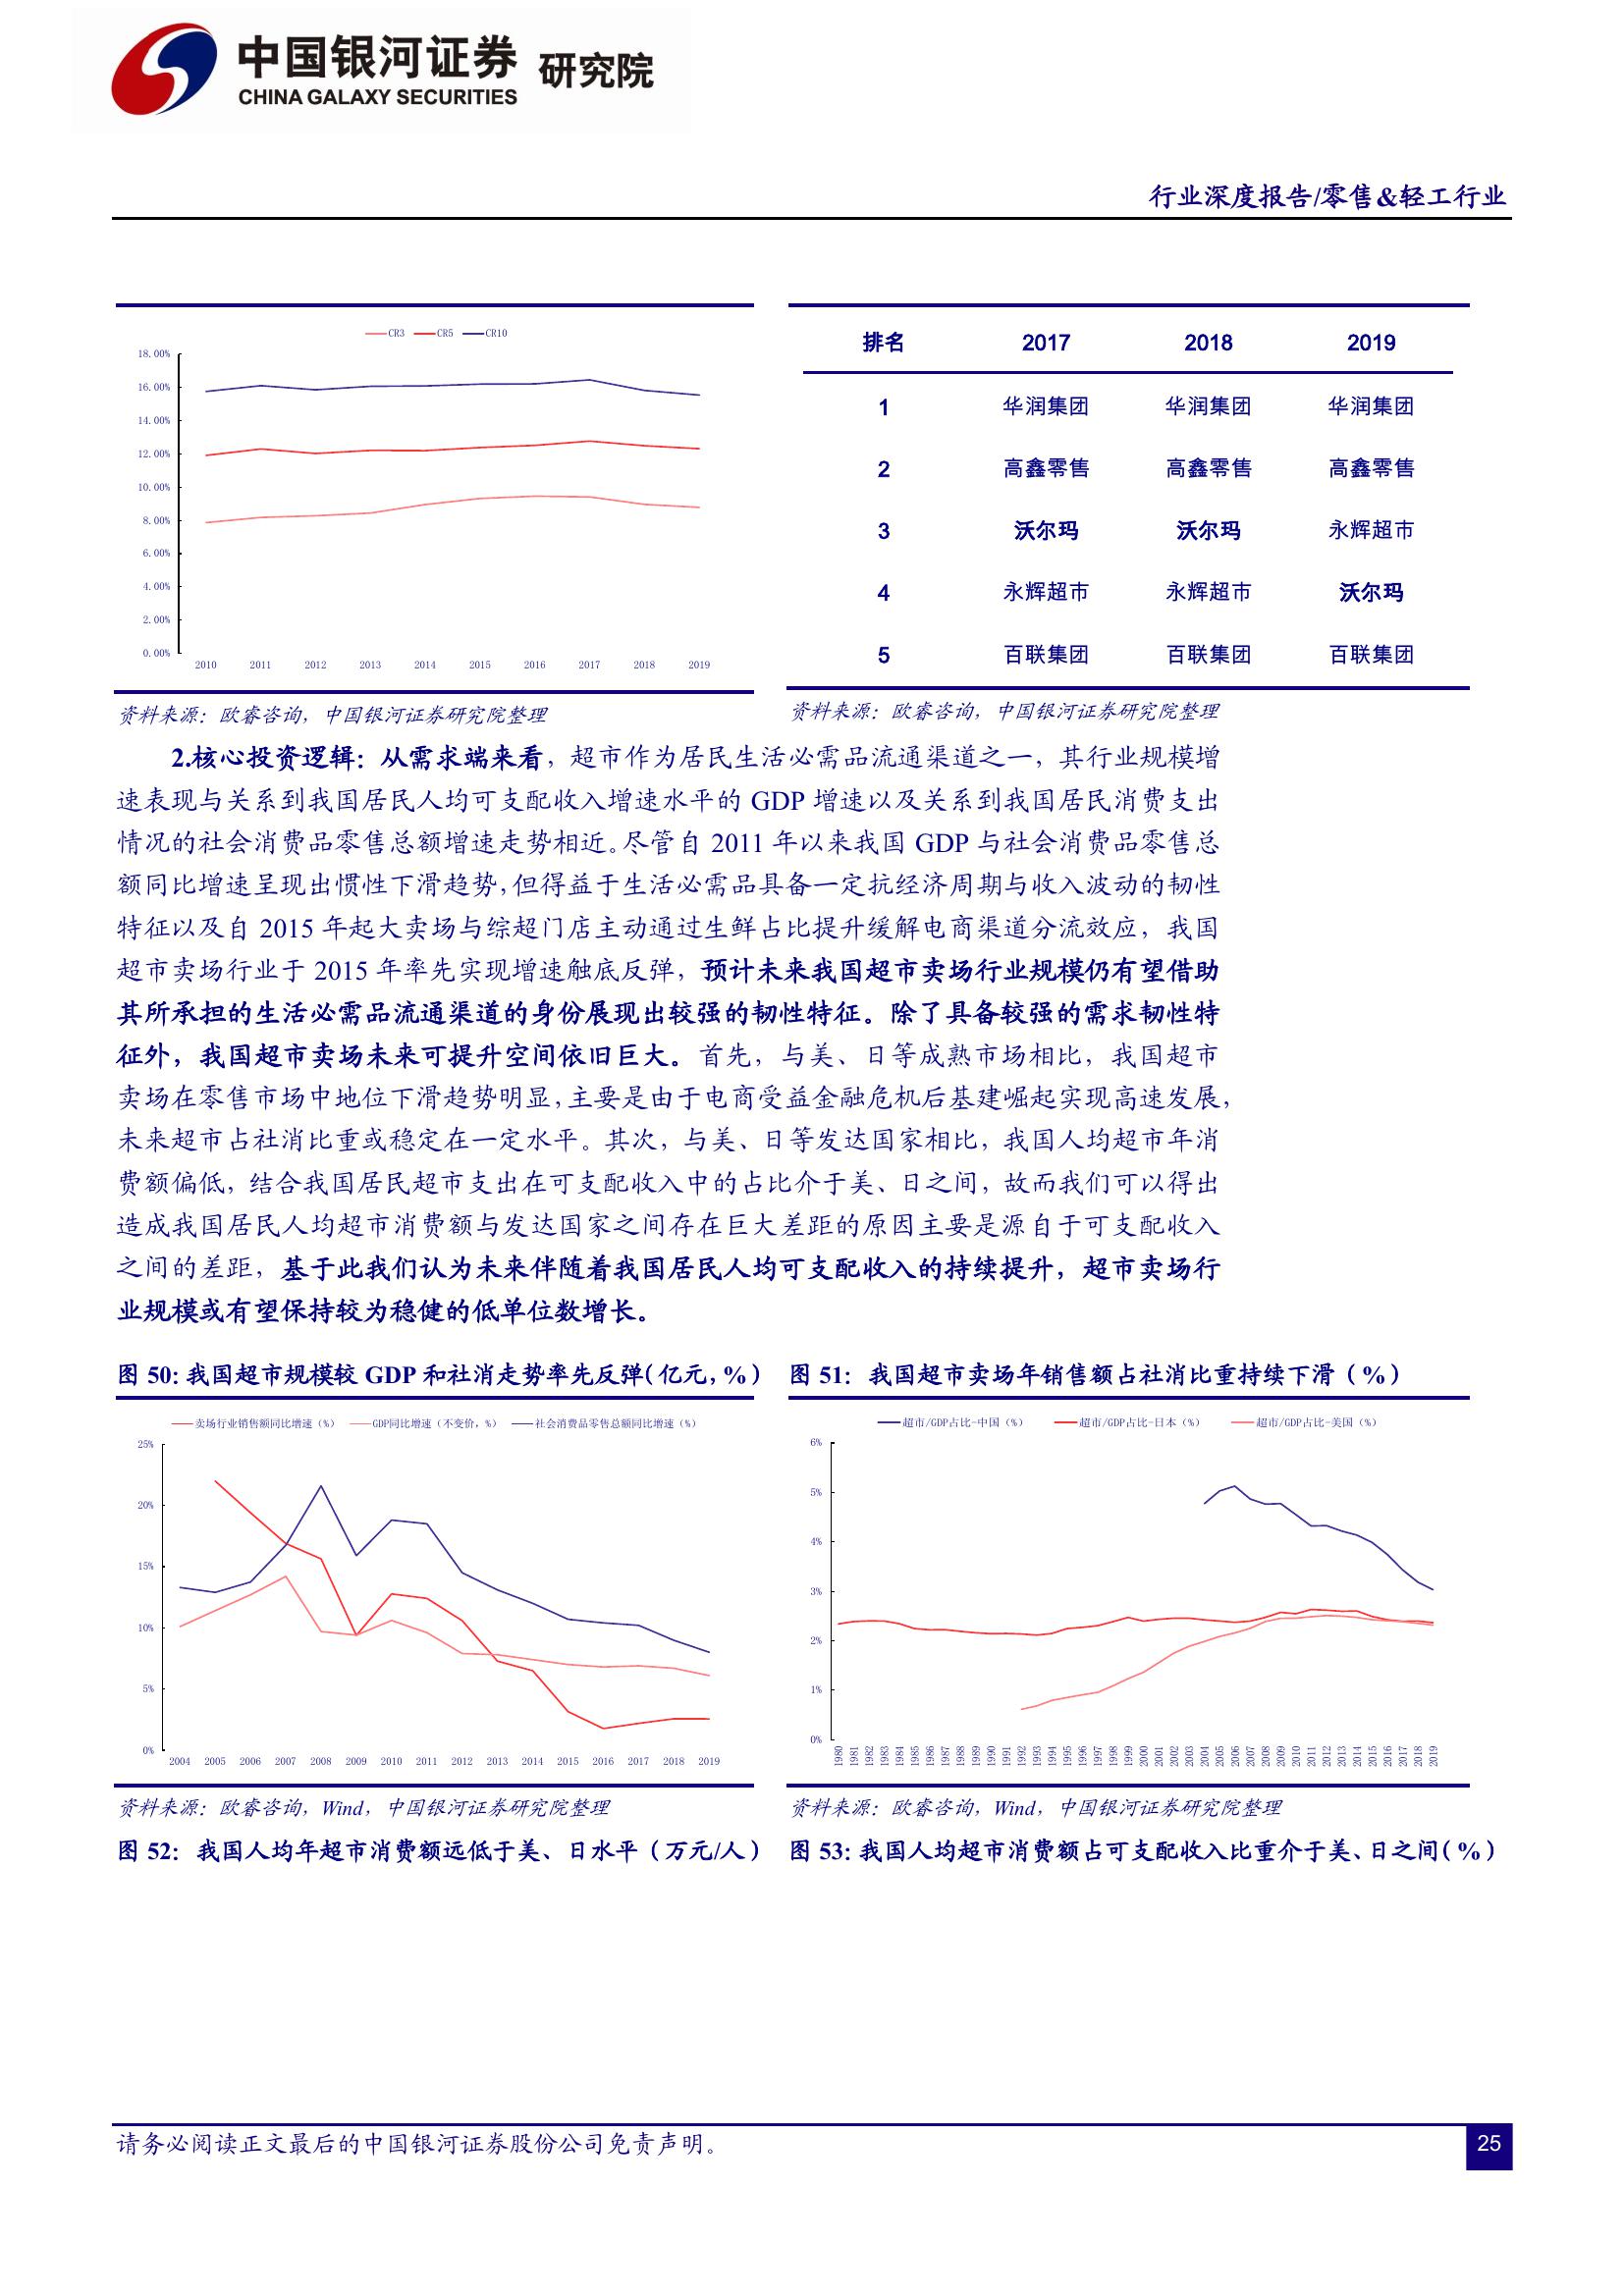 中国银河证券 研究院
CHINA GALAXY SECURITIES
行业深度报告/零售&轻工行业
CR3 CR5 CR10
18.00%
16.00%
14.00%
12.00%
10.00%
8.00%
6.00%
4.00%
2.00%
0.00%
2010 2011 2012 2013 2014 2015 2016 2017 2018 2019
资料来源：欧睿咨询，中国银河证券研究院整理
排名 2017 2018 2019
1 华润集团 华润集团 华润集团
2 高鑫零售 高鑫零售 高鑫零售
3 沃尔玛 沃尔玛 永辉超市
4 永辉超市 永辉超市 沃尔玛
5 百联集团 百联集团 百联集团
资料来源：欧睿咨询，中国银河证券研究院整理
2.核心投资逻辑：从需求端来看，超市作为居民生活必需品流通渠道之一，其行业规模增
速表现与关系到我国居民人均可支配收入增速水平的 GDP 增速以及关系到我国居民消费支出
情况的社会消费品零售总额增速走势相近。尽管自 2011 年以来我国 GDP 与社会消费品零售总
额同比增速呈现出惯性下滑趋势，但得益于生活必需品具备一定抗经济周期与收入波动的韧性
特征以及自 2015 年起大卖场与综超门店主动通过生鲜占比提升缓解电商渠道分流效应，我国
超市卖场行业于 2015 年率先实现增速触底反弹，预计未来我国超市卖场行业规模仍有望借助
其所承担的生活必需品流通渠道的身份展现出较强的韧性特征。除了具备较强的需求韧性特
征外，我国超市卖场未来可提升空间依旧巨大。首先，与美、日等成熟市场相比，我国超市
卖场在零售市场中地位下滑趋势明显，主要是由于电商受益金融危机后基建崛起实现高速发展，
未来超市占社消比重或稳定在一定水平。其次，与美、日等发达国家相比，我国人均超市年消
费额偏低，结合我国居民超市支出在可支配收入中的占比介于美、日之间，故而我们可以得出
造成我国居民人均超市消费额与发达国家之间存在巨大差距的原因主要是源自于可支配收入
之间的差距，基于此我们认为未来伴随着我国居民人均可支配收入的持续提升，超市卖场行
业规模或有望保持较为稳健的低单位数增长。
图 50：我国超市规模较 GDP 和社消走势率先反弹（亿元，%）
卖场行业销售额同比增速（%） GDP同比增速（不变价，%） 社会消费品零售总额同比增速（%）
25%
20%
15%
10%
5%
0%
2004 2005 2006 2007 2008 2009 2010 2011 2012 2013 2014 2015 2016 2017 2018 2019
资料来源：欧睿咨询，Wind，中国银河证券研究院整理
图 51：我国超市卖场年销售额占社消比重持续下滑（%）
超市/GDP占比-中国（%） 超市/GDP占比-日本（%） 超市/GDP占比-美国（%）
6%
5%
4%
3%
2%
1%
0%
1980 1981 1982 1983 1984 1985 1986 1987 1988 1989 1990 1991 1992 1993 1994 1995 1996 1997 1998 1999 2000 2001 2002 2003 2004 2005 2006 2007 2008 2009 2010 2011 2012 2013 2014 2015 2016 2017 2018 2019
资料来源：欧睿咨询，Wind，中国银河证券研究院整理
图 52：我国人均年超市消费额远低于美、日水平（万元/人）
图 53：我国人均超市消费额占可支配收入比重介于美、日之间（%）
请务必阅读正文最后的中国银河证券股份公司免责声明。
25